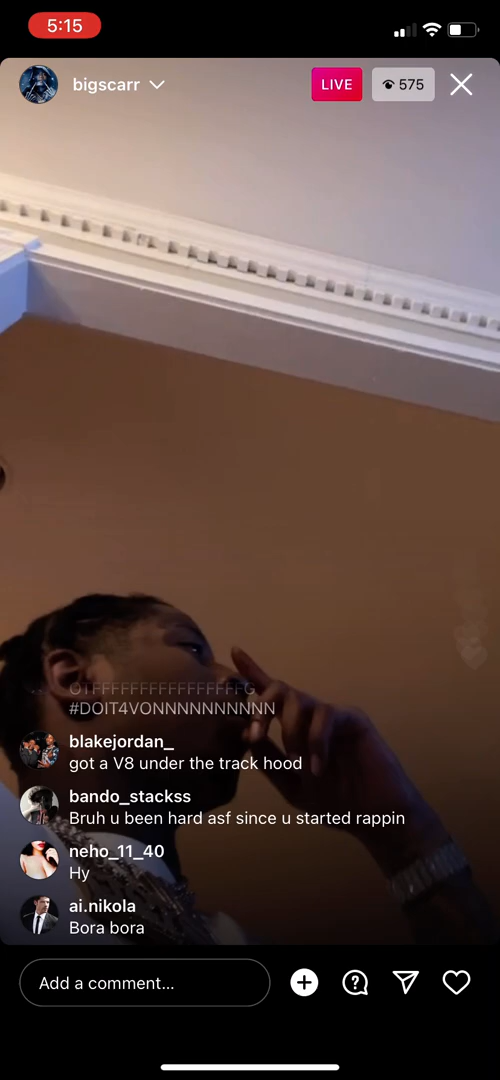 5:15
bigscarr
LIVE
575
OTFFFFFFFFFFFFFFFFFG
#DOIT4VONNNNNNNNNN
blakejordan_
got a V8 under the track hood
bando_stackss
Bruh u been hard asf since u started rappin
neho_11_40
Hy
ai.nikola
Bora bora
Add a comment...